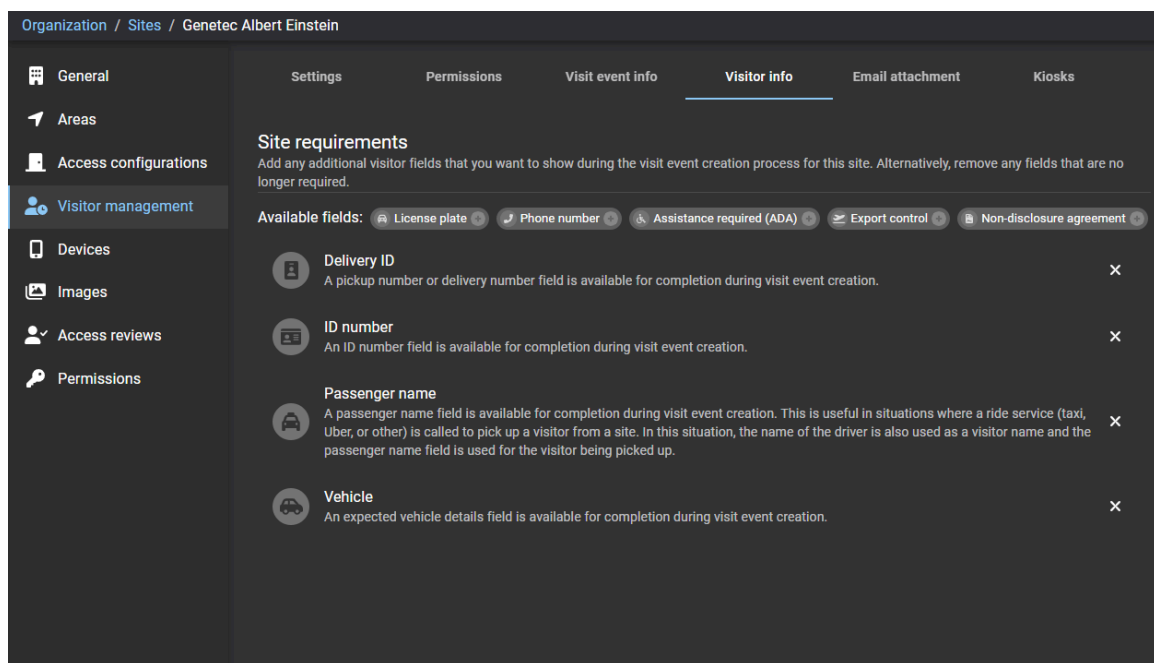 Organization / Sites / Genetec Albert Einstein
General
Areas
Access configurations
Visitor management
Devices
Images
Access reviews
Permissions
Settings Permissions Visit event info Visitor info Email attachment Kiosks
Site requirements
Add any additional visitor fields that you want to show during the visit event creation process for this site. Alternatively, remove any fields that are no
longer required.
Available fields: License plate Phone number Assistance required (ADA) Export control Non-disclosure agreement
Delivery ID
A pickup number or delivery number field is available for completion during visit event creation.
ID number
An ID number field is available for completion during visit event creation.
Passenger name
A passenger name field is available for completion during visit event creation. This is useful in situations where a ride service (taxi,
Uber, or other) is called to pick up a visitor from a site. In this situation, the name of the driver is also used as a visitor name and the
passenger name field is used for the visitor being picked up.
Vehicle
An expected vehicle details field is available for completion during visit event creation.